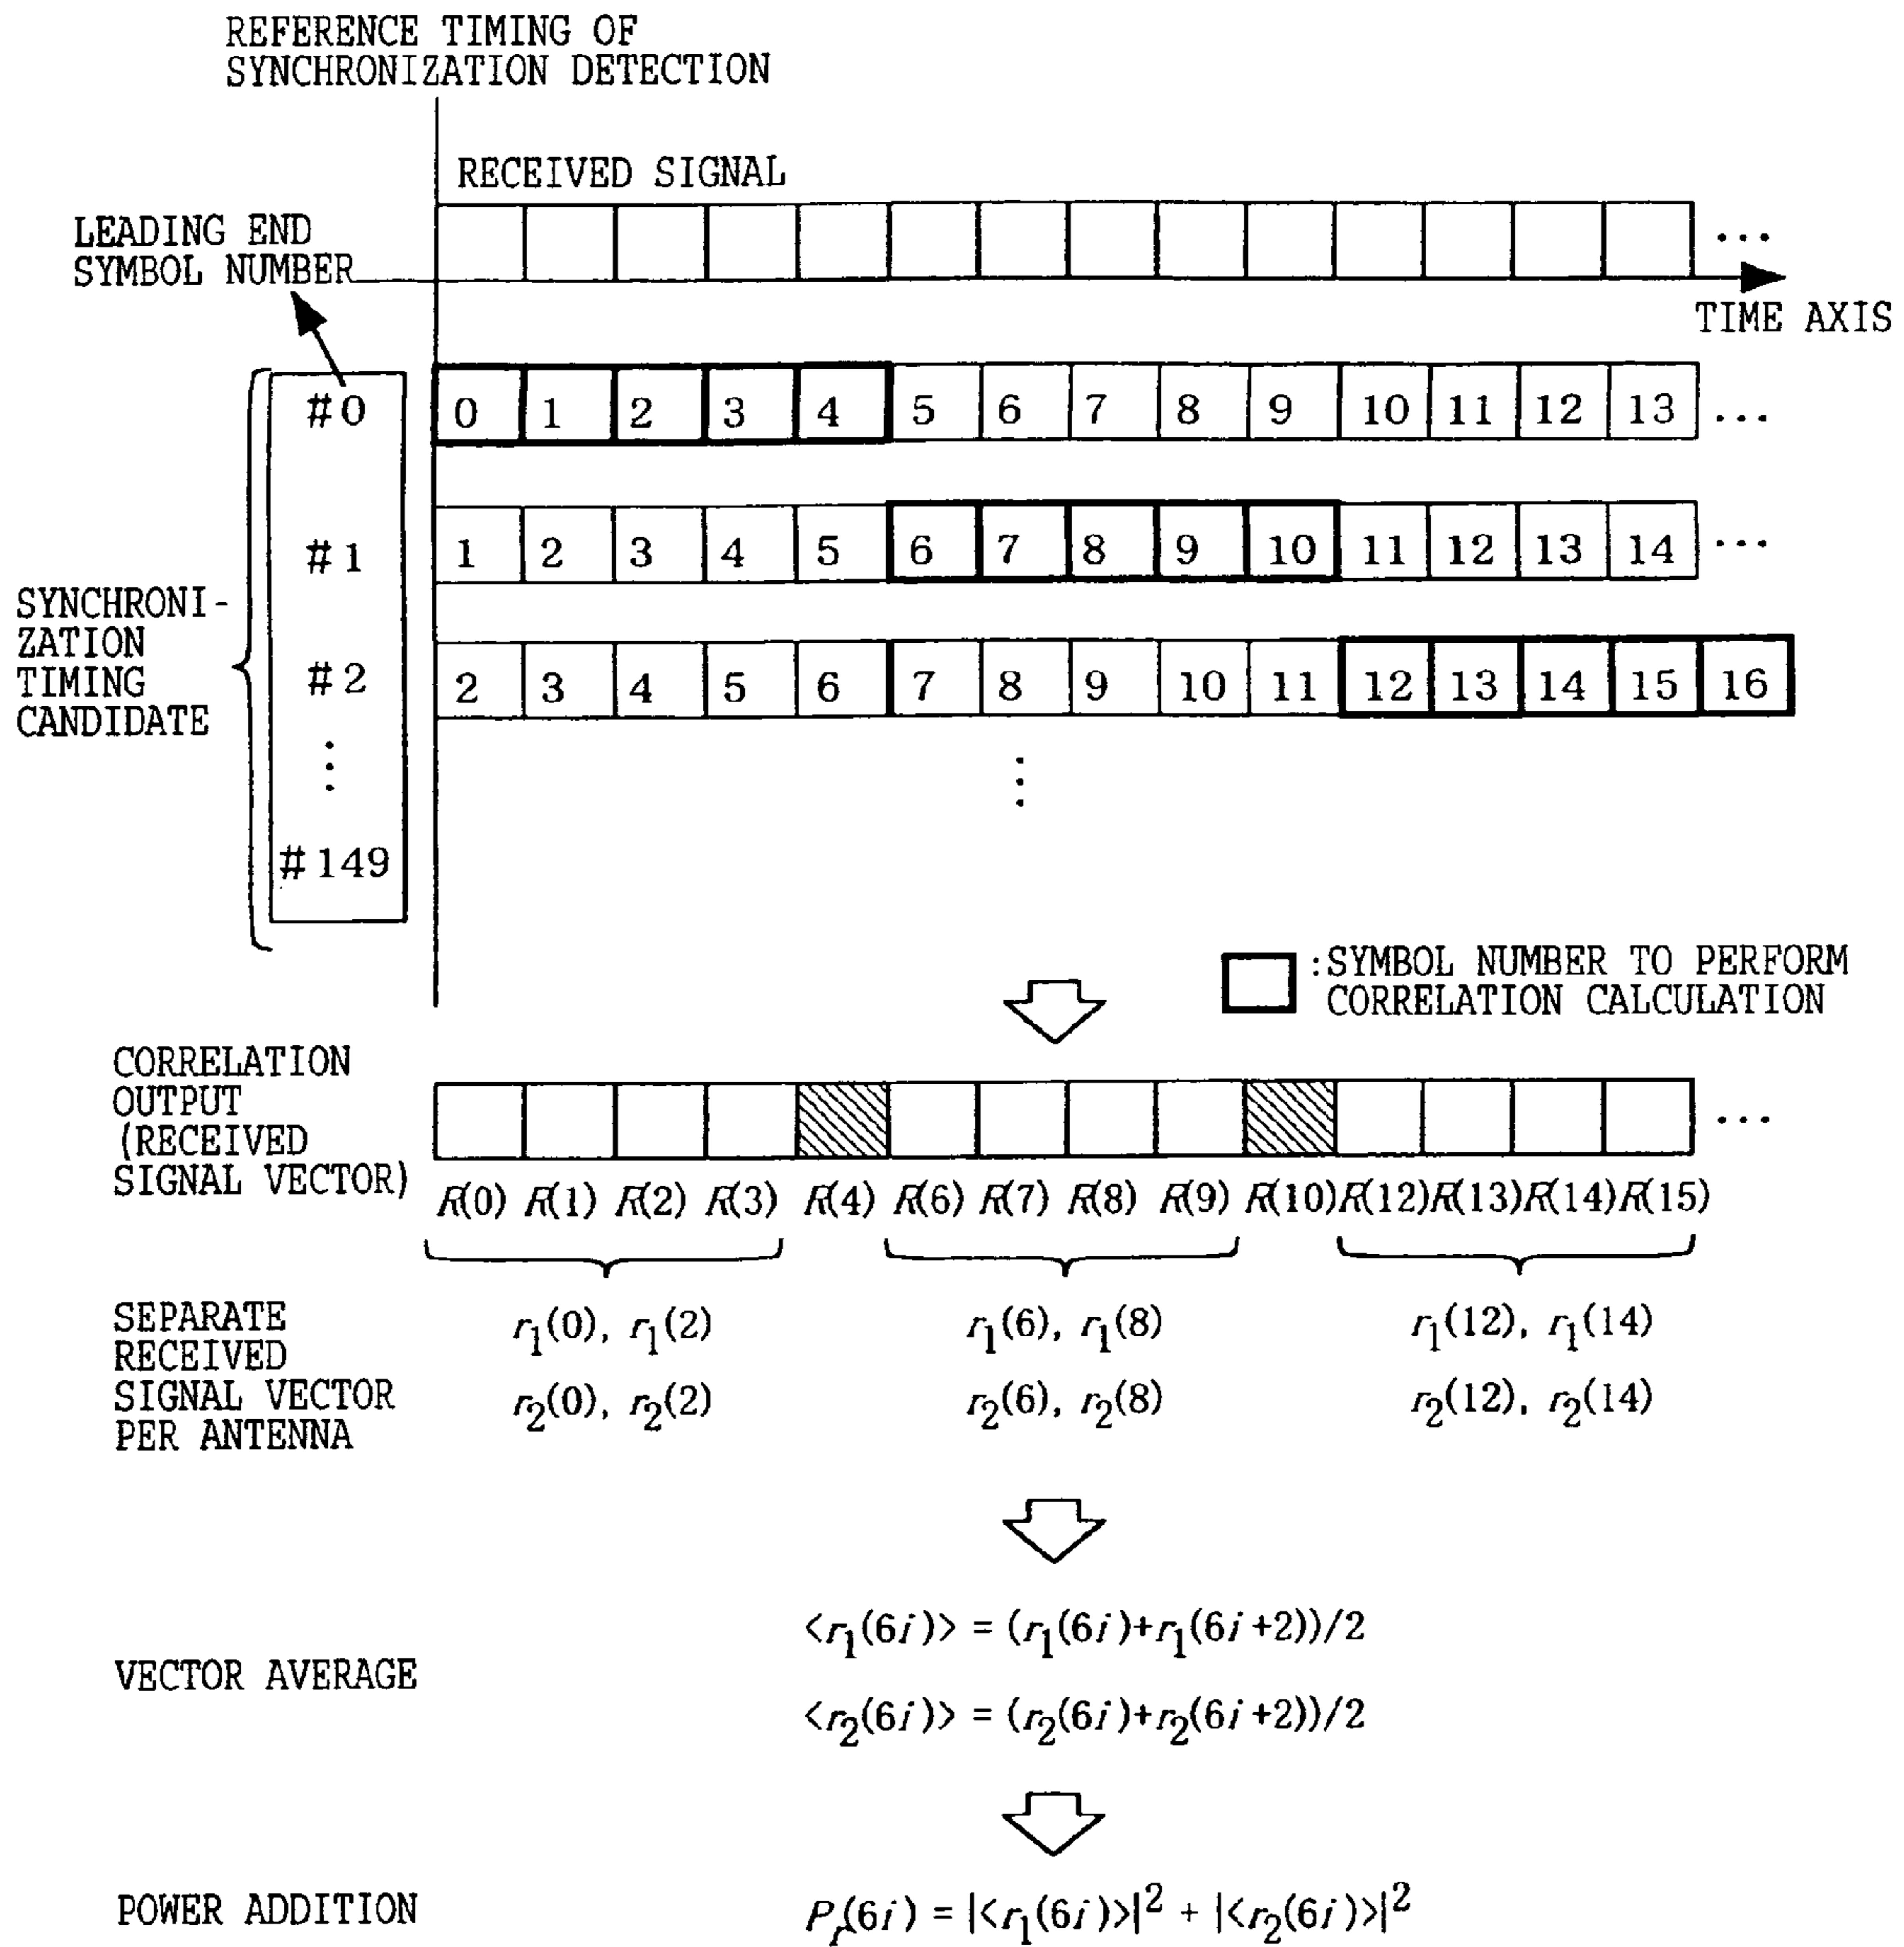 REFERENCE TIMING OF
SYNCHRONIZATION DETECTION
RECEIVED SIGNAL
LEADING END
SYMBOL NUMBER
...
TIME AXIS
SYNCHRONI-
ZATION
TIMING
CANDIDATE
#0
0 1 2 3 4 5 6 7 8 9 10 11 12 13 ...
#1
1 2 3 4 5 6 7 8 9 10 11 12 13 14 ...
#2
2 3 4 5 6 7 8 9 10 11 12 13 14 15 16
#149
:SYMBOL NUMBER TO PERFORM
CORRELATION CALCULATION
CORRELATION
OUTPUT
(RECEIVED
SIGNAL VECTOR)
...
R(0) R(1) R(2) R(3) R(4) R(6) R(7) R(8) R(9) R(10) R(12) R(13) R(14) R(15)
SEPARATE
RECEIVED
SIGNAL VECTOR
PER ANTENNA
r1(0), r1(2) r1(6), r1(8) r1(12), r1(14)
r2(0), r2(2) r2(6), r2(8) r2(12), r2(14)
VECTOR AVERAGE
<r1(6i)> = (r1(6i)+r1(6i+2))/2
<r2(6i)> = (r2(6i)+r2(6i+2))/2
POWER ADDITION
Pr(6i) = |<r1(6i)>|² + |<r2(6i)>|²